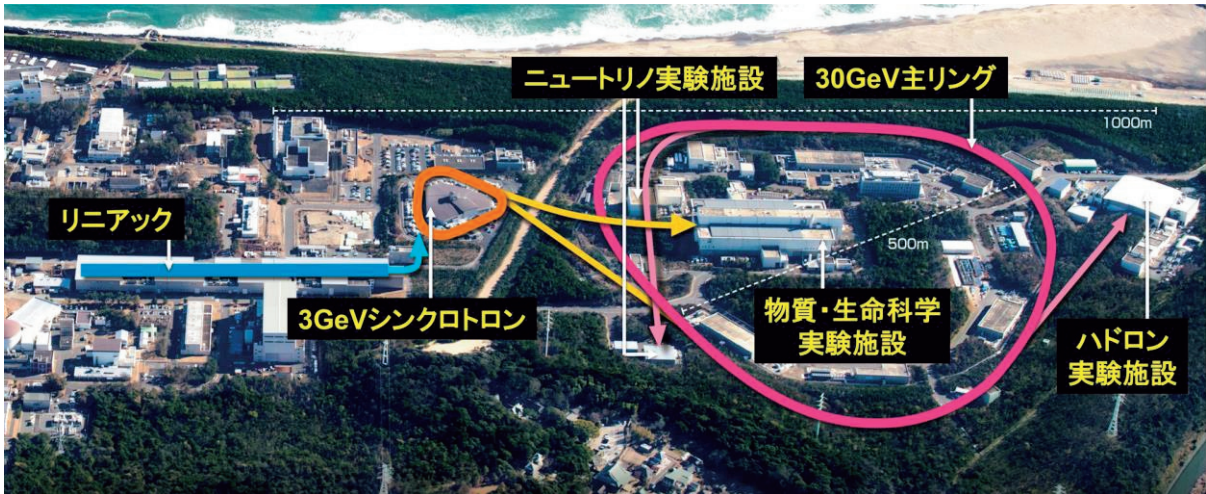 ニュートリノ実験施設
30GeV主リング
1000m
リニアック
500m
3GeVシンクロトロン
物質・生命科学
実験施設
ハドロン
実験施設